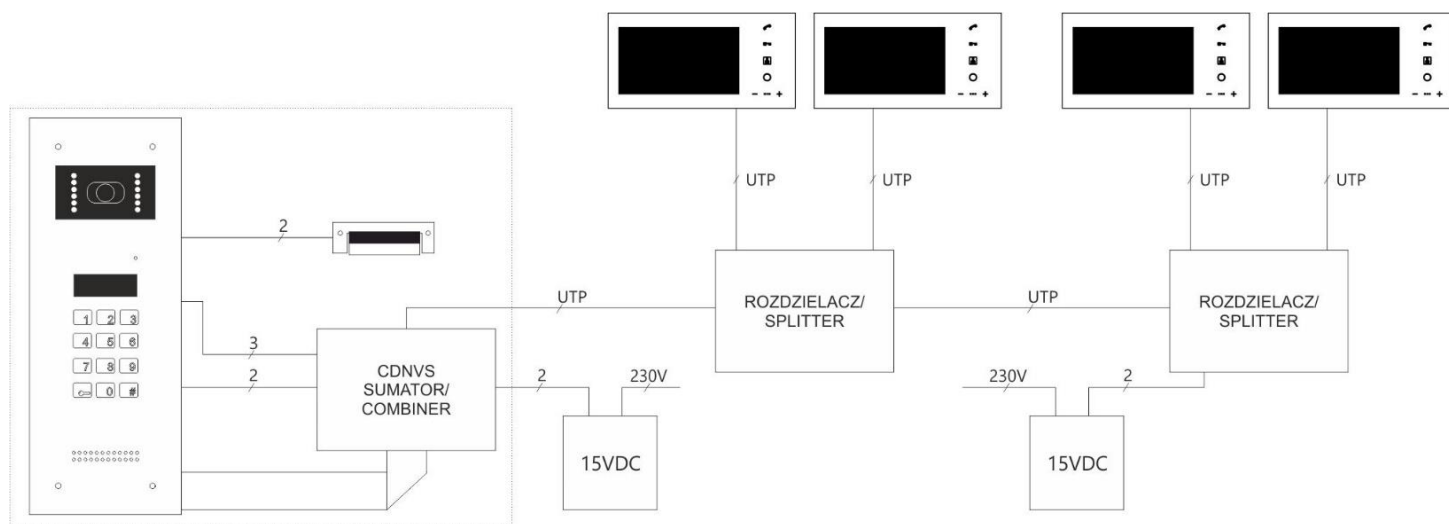 UTP
UTP
UTP
UTP
2
1 2 3
4 5 6
7 8 9
0 #
3
2
CDNVS
SUMATOR/
COMBINER
UTP
ROZDZIELACZ/
SPLITTER
UTP
ROZDZIELACZ/
SPLITTER
2
230V
15VDC
230V
2
15VDC